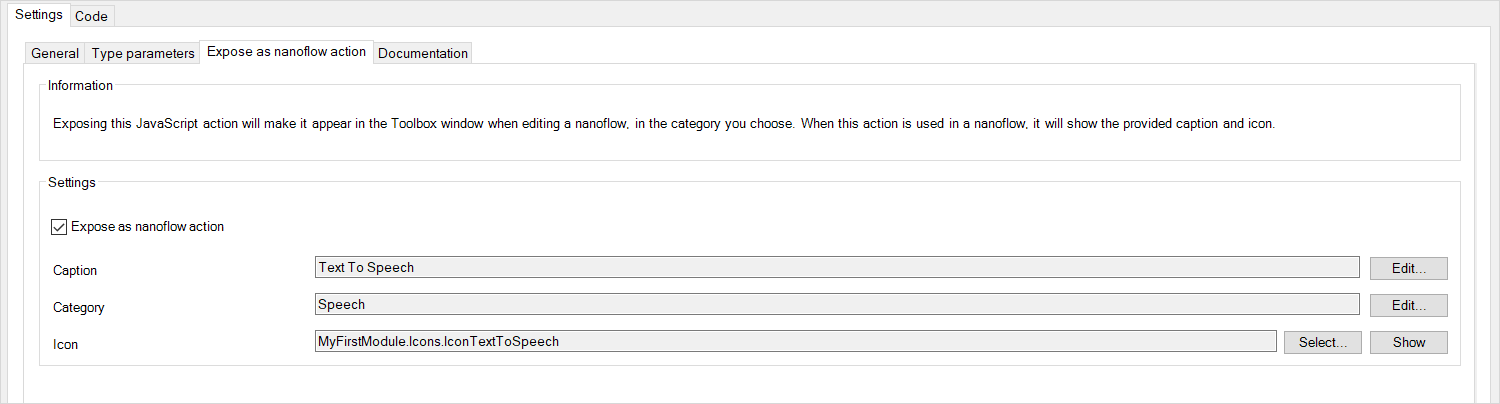 Settings Code
General Type parameters Expose as nanoflow action Documentation
Information
Exposing this JavaScript action will make it appear in the Toolbox window when editing a nanoflow, in the category you choose. When this action is used in a nanoflow, it will show the provided caption and icon.
Settings
Expose as nanoflow action
Caption Text To Speech Edit...
Category Speech Edit...
Icon MyFirstModule.Icons.IconTextToSpeech Select... Show